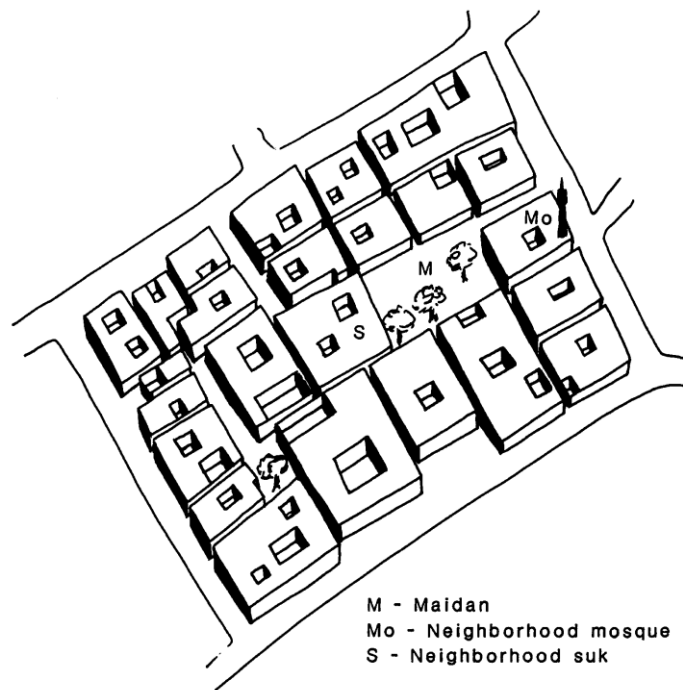 Mo
M
S
M - Maidan
Mo - Neighborhood mosque
S - Neighborhood suk